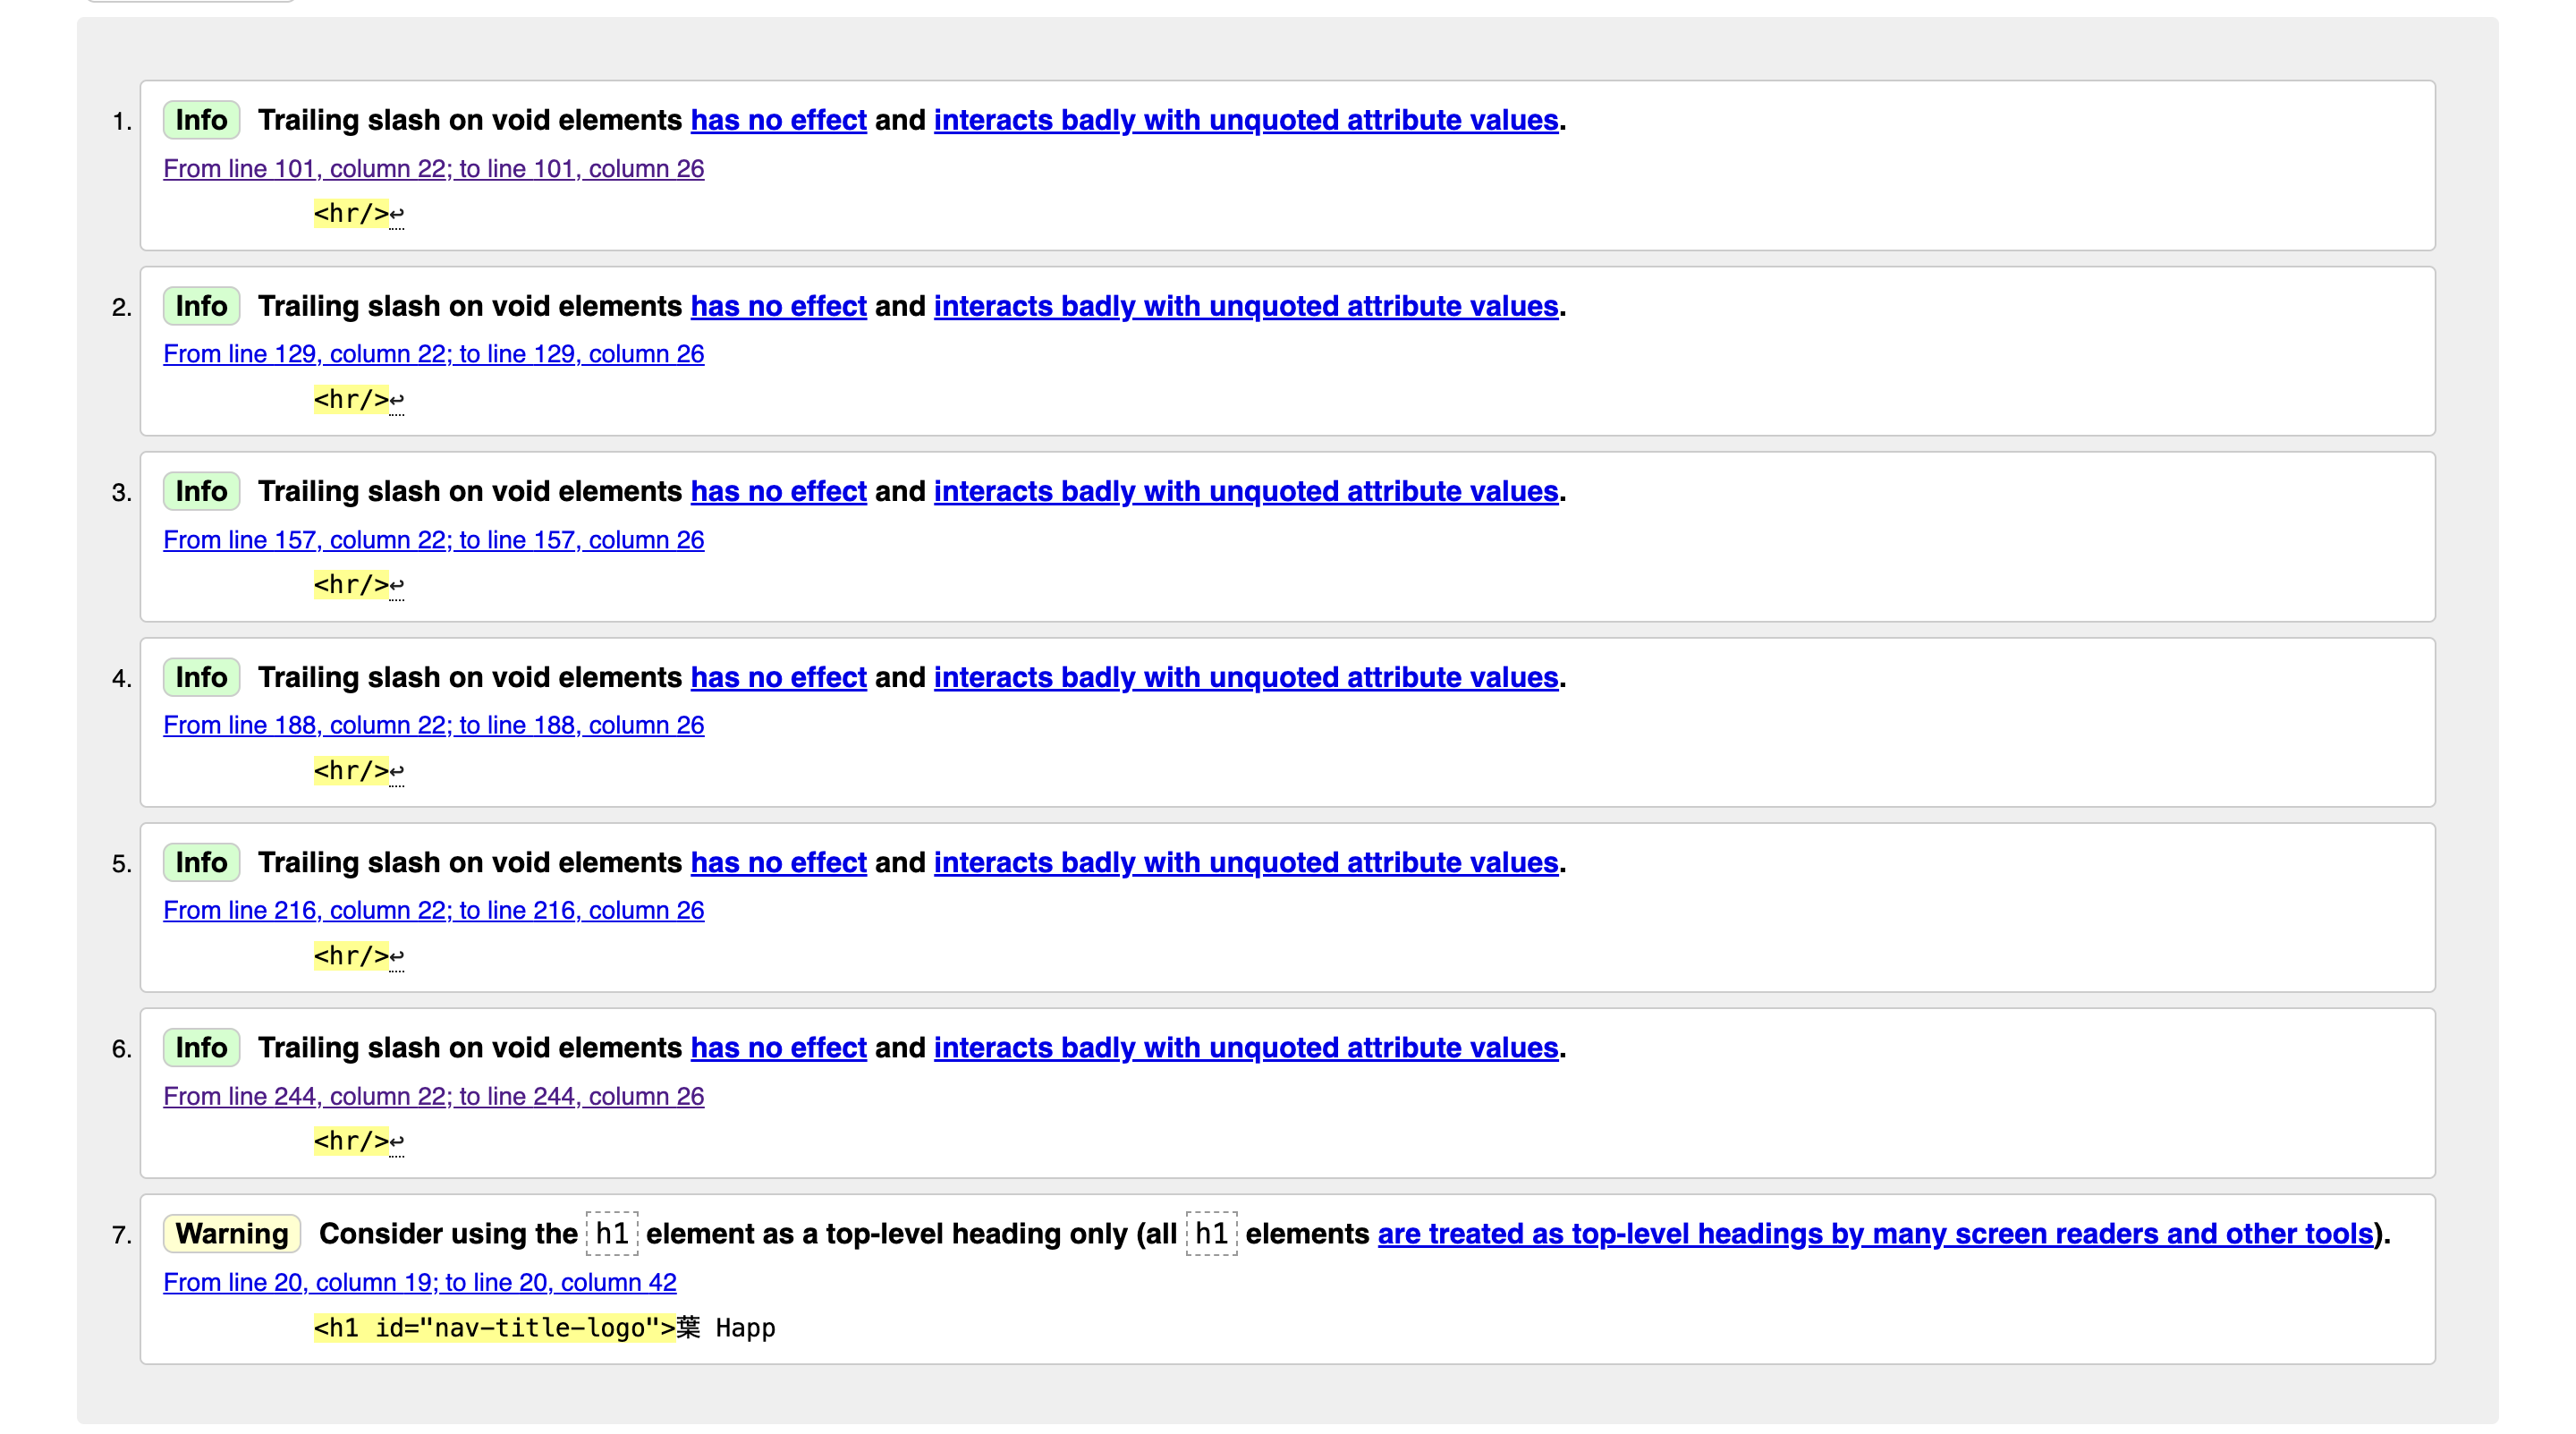 1. Info Trailing slash on void elements has no effect and interacts badly with unquoted attribute values.
From line 101, column 22; to line 101, column 26
<hr/>↩
2. Info Trailing slash on void elements has no effect and interacts badly with unquoted attribute values.
From line 129, column 22; to line 129, column 26
<hr/>↩
3. Info Trailing slash on void elements has no effect and interacts badly with unquoted attribute values.
From line 157, column 22; to line 157, column 26
<hr/>↩
4. Info Trailing slash on void elements has no effect and interacts badly with unquoted attribute values.
From line 188, column 22; to line 188, column 26
<hr/>↩
5. Info Trailing slash on void elements has no effect and interacts badly with unquoted attribute values.
From line 216, column 22; to line 216, column 26
<hr/>↩
6. Info Trailing slash on void elements has no effect and interacts badly with unquoted attribute values.
From line 244, column 22; to line 244, column 26
<hr/>↩
7. Warning Consider using the h1 element as a top-level heading only (all h1 elements are treated as top-level headings by many screen readers and other tools).
From line 20, column 19; to line 20, column 42
<h1 id="nav-title-logo">葉 Happ